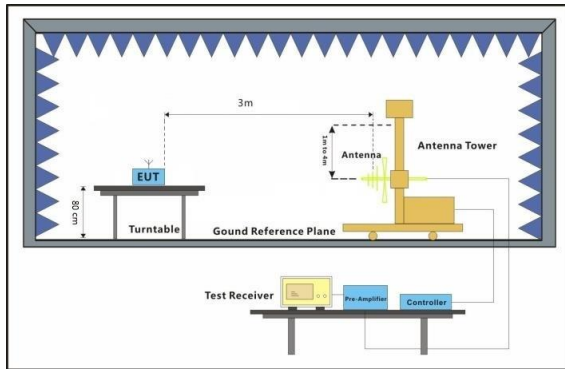 3m
1m to 4m
Antenna
Antenna Tower
EUT
80 cm
Turntable
Gound Reference Plane
Test Receiver
Pre-Amplifier
Controller